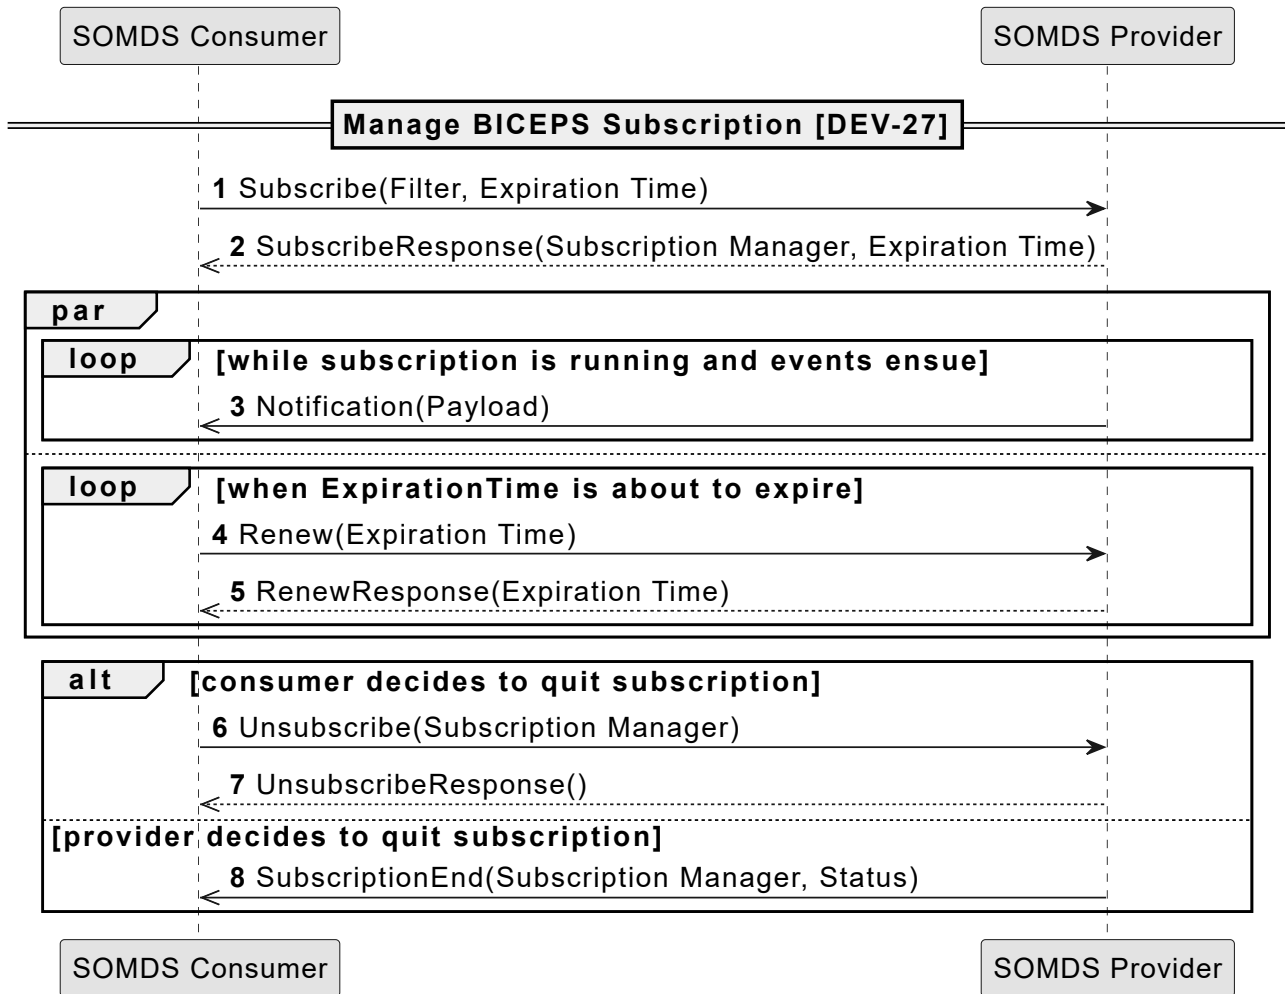 SOMDS Consumer
SOMDS Provider
Manage BICEPS Subscription [DEV-27]
1 Subscribe(Filter, Expiration Time)
2 SubscribeResponse(Subscription Manager, Expiration Time)
par
loop [while subscription is running and events ensue]
3 Notification(Payload)
loop [when ExpirationTime is about to expire]
4 Renew(Expiration Time)
5 RenewResponse(Expiration Time)
alt [consumer decides to quit subscription]
6 Unsubscribe(Subscription Manager)
7 UnsubscribeResponse()
[provider decides to quit subscription]
8 SubscriptionEnd(Subscription Manager, Status)
SOMDS Consumer
SOMDS Provider